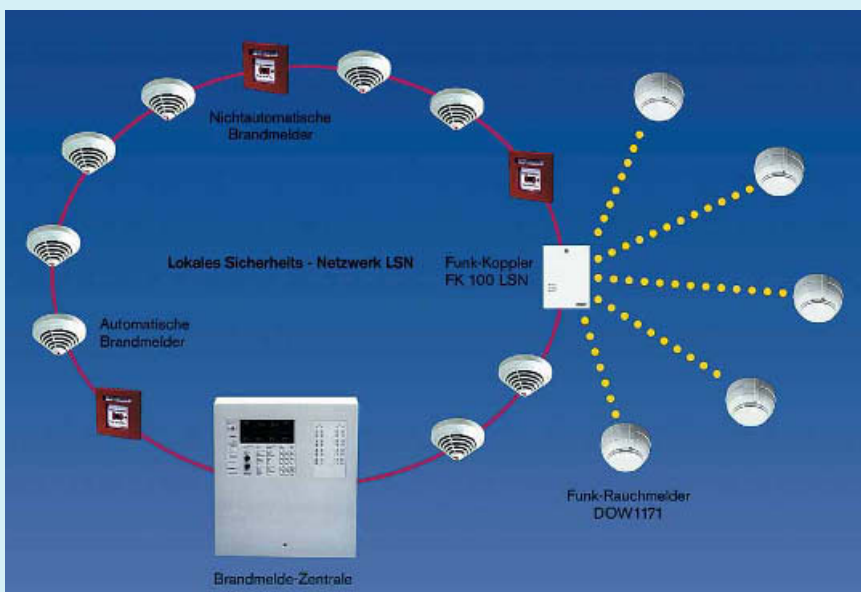 Nichtautomatische
Brandmelder
Lokales Sicherheits - Netzwerk LSN
Funk-Koppler
FK 100 LSN
Automatische
Brandmelder
Funk-Rauchmelder
DOW1171
Brandmelde-Zentrale